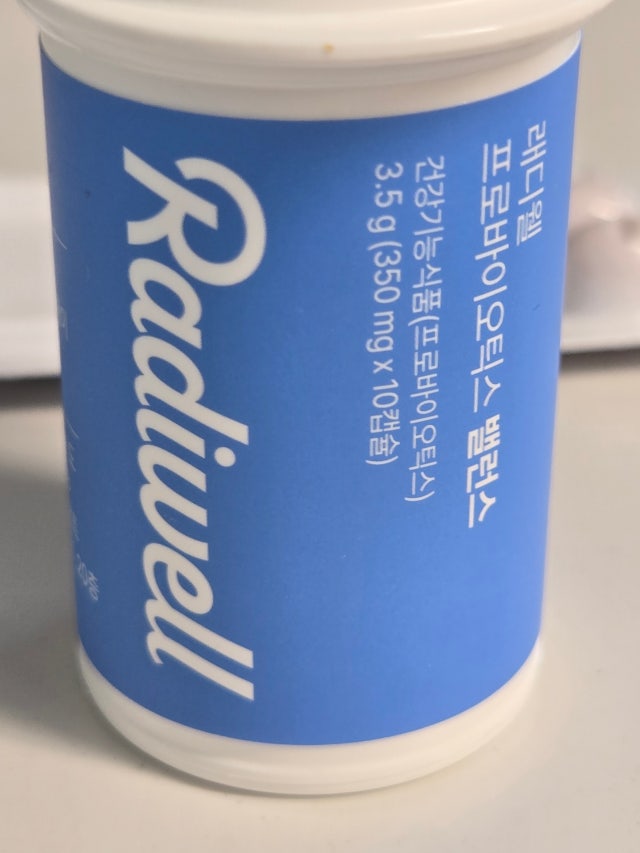 래디웰
프로바이오틱스 밸런스
건강기능식품(프로바이오틱스)
3.5 g (350 mg x 10캡슐)
Radiwell